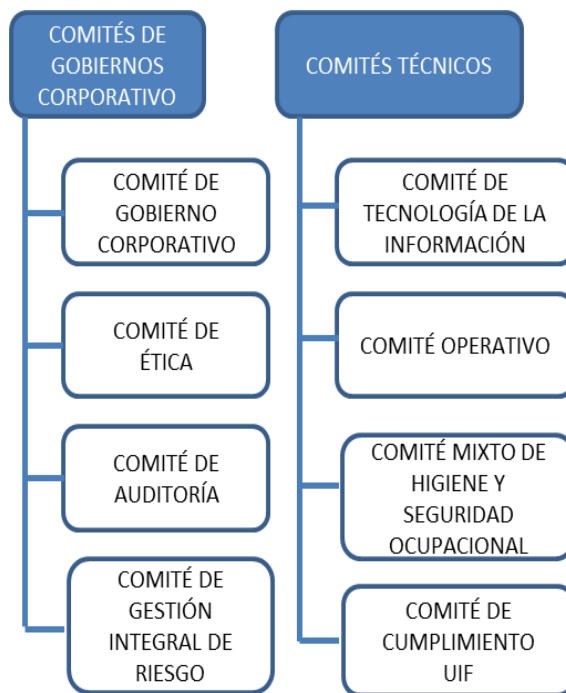 COMITÉS DE
GOBIERNOS
CORPORATIVO
COMITÉ DE
GOBIERNO
CORPORATIVO
COMITÉ DE
ÉTICA
COMITÉ DE
AUDITORÍA
COMITÉ DE
GESTIÓN
INTEGRAL DE
RIESGO
COMITÉS TÉCNICOS
COMITÉ DE
TECNOLOGÍA DE LA
INFORMACIÓN
COMITÉ OPERATIVO
COMITÉ MIXTO DE
HIGIENE Y
SEGURIDAD
OCUPACIONAL
COMITÉ DE
CUMPLIMIENTO
UIF